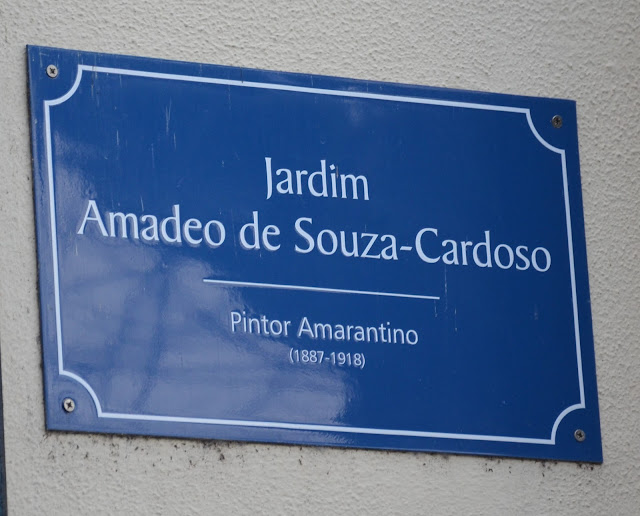 Jardim
Amadeo de Souza-Cardoso
Pintor Amarantino
(1887-1918)